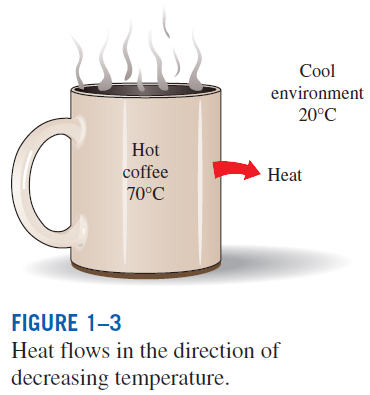 Cool
environment
20°C
Hot
coffee
70°C
Heat
FIGURE 1–3
Heat flows in the direction of
decreasing temperature.